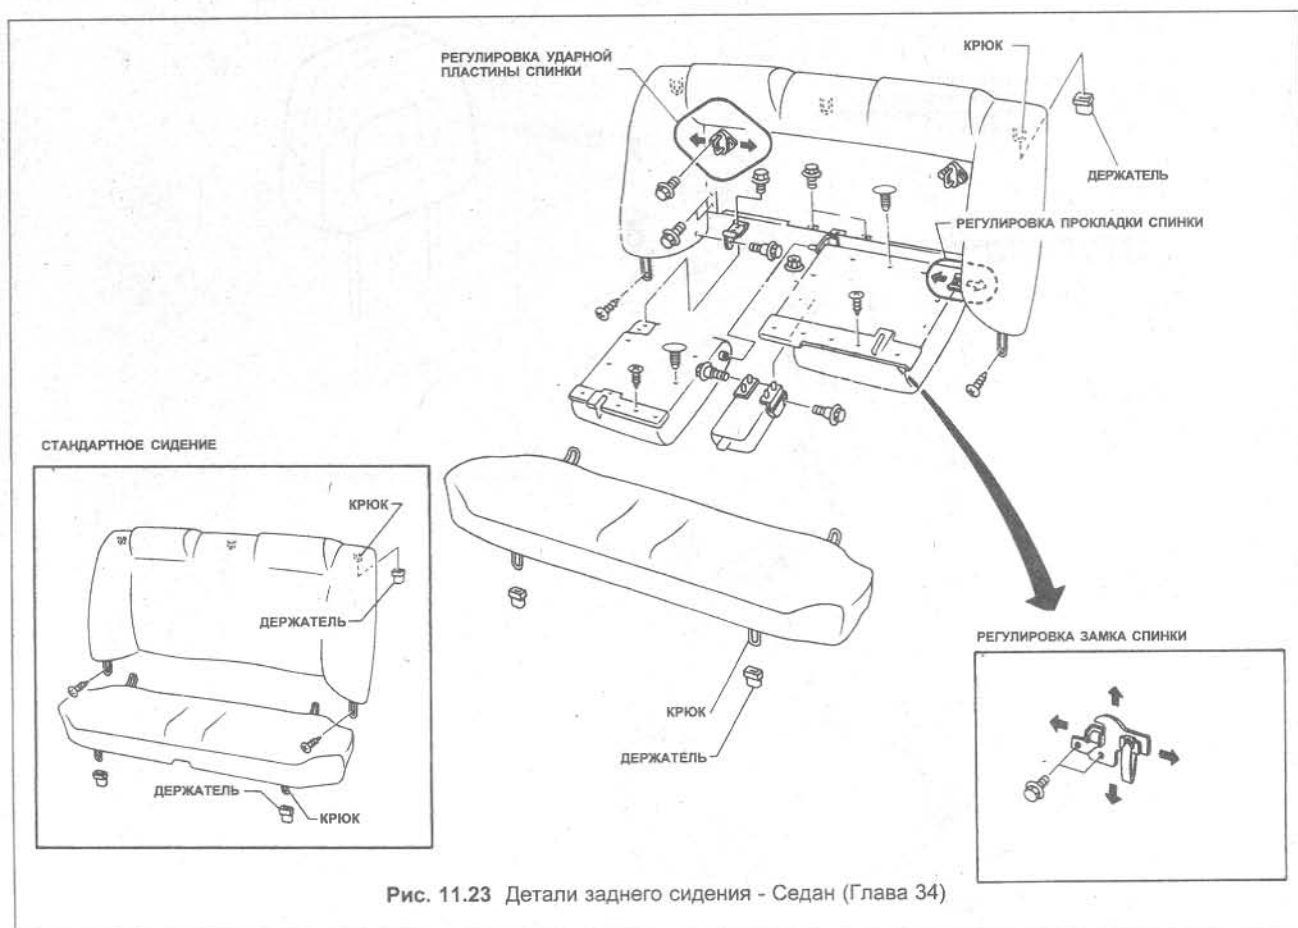 РЕГУЛИРОВКА УДАРНОЙ
ПЛАСТИНЫ СПИНКИ
КРЮК
ДЕРЖАТЕЛЬ
РЕГУЛИРОВКА ПРОКЛАДКИ СПИНКИ
СТАНДАРТНОЕ СИДЕНИЕ
КРЮК
ДЕРЖАТЕЛЬ
ДЕРЖАТЕЛЬ
КРЮК
КРЮК
ДЕРЖАТЕЛЬ
РЕГУЛИРОВКА ЗАМКА СПИНКИ
Рис. 11.23 Детали заднего сидения - Седан (Глава 34)